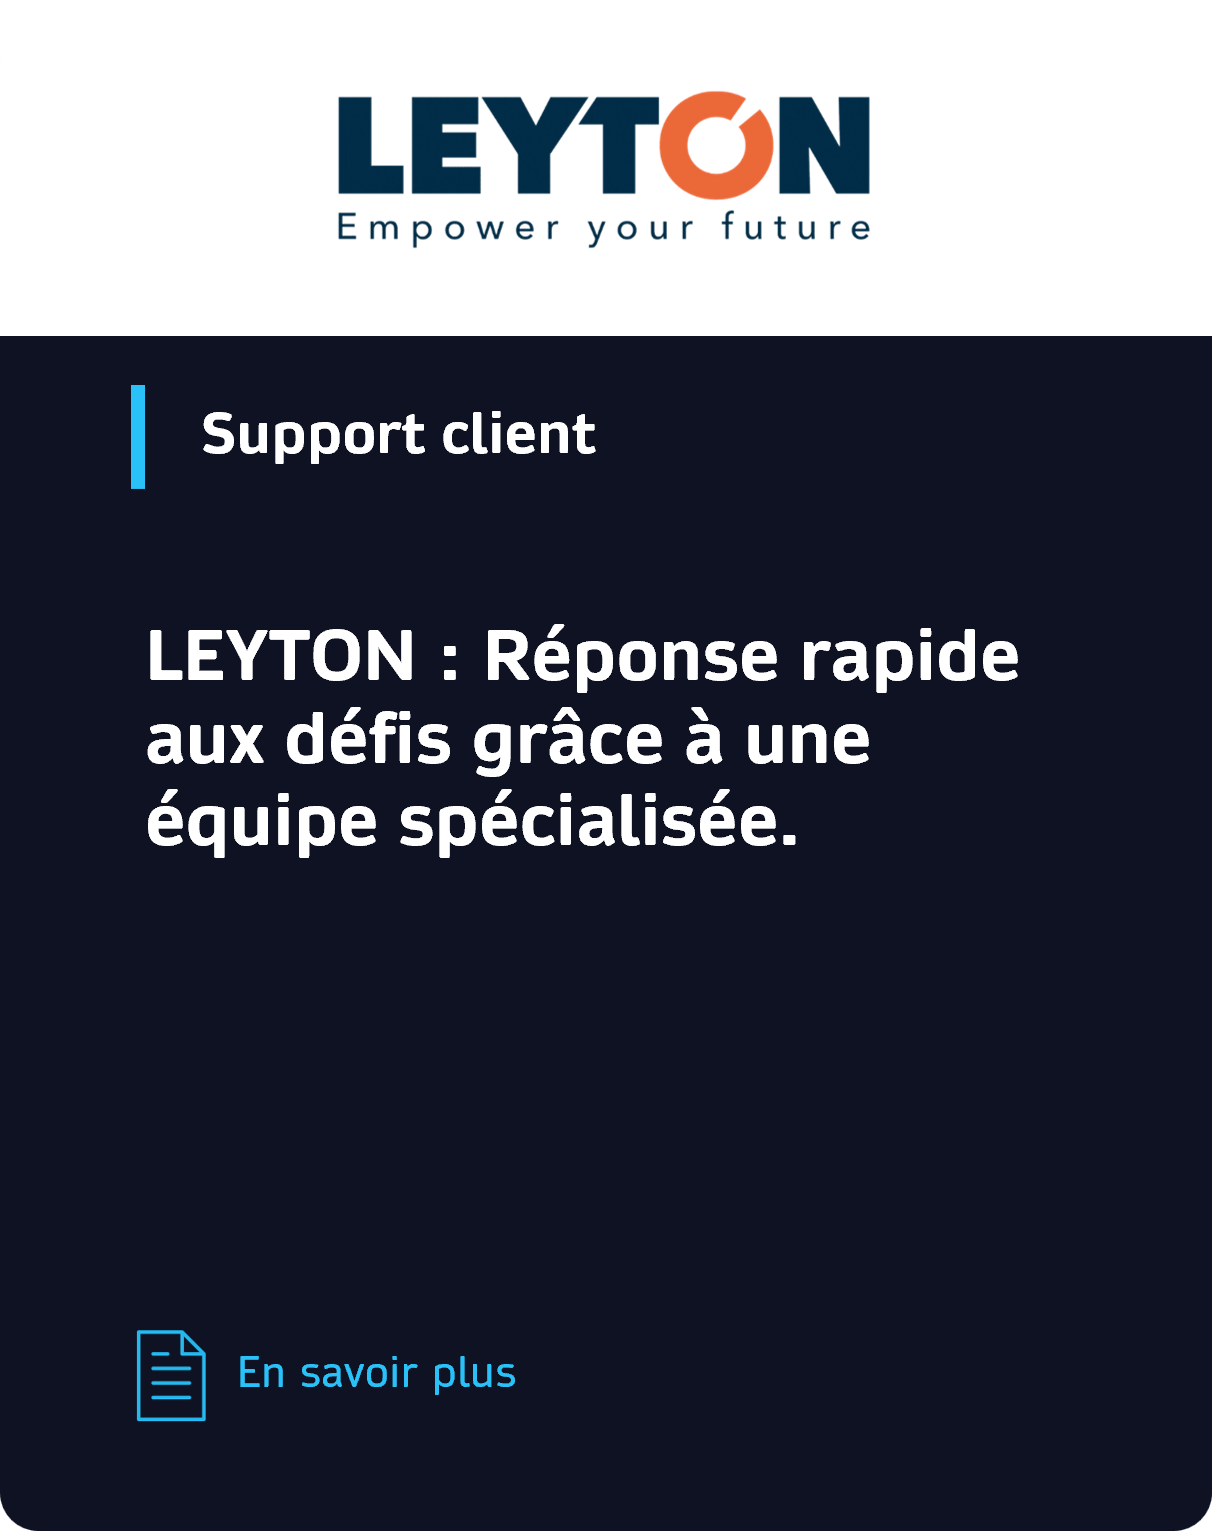 LEYTON
Empower your future
Support client
LEYTON : Réponse rapide
aux défis grâce à une
équipe spécialisée.
En savoir plus